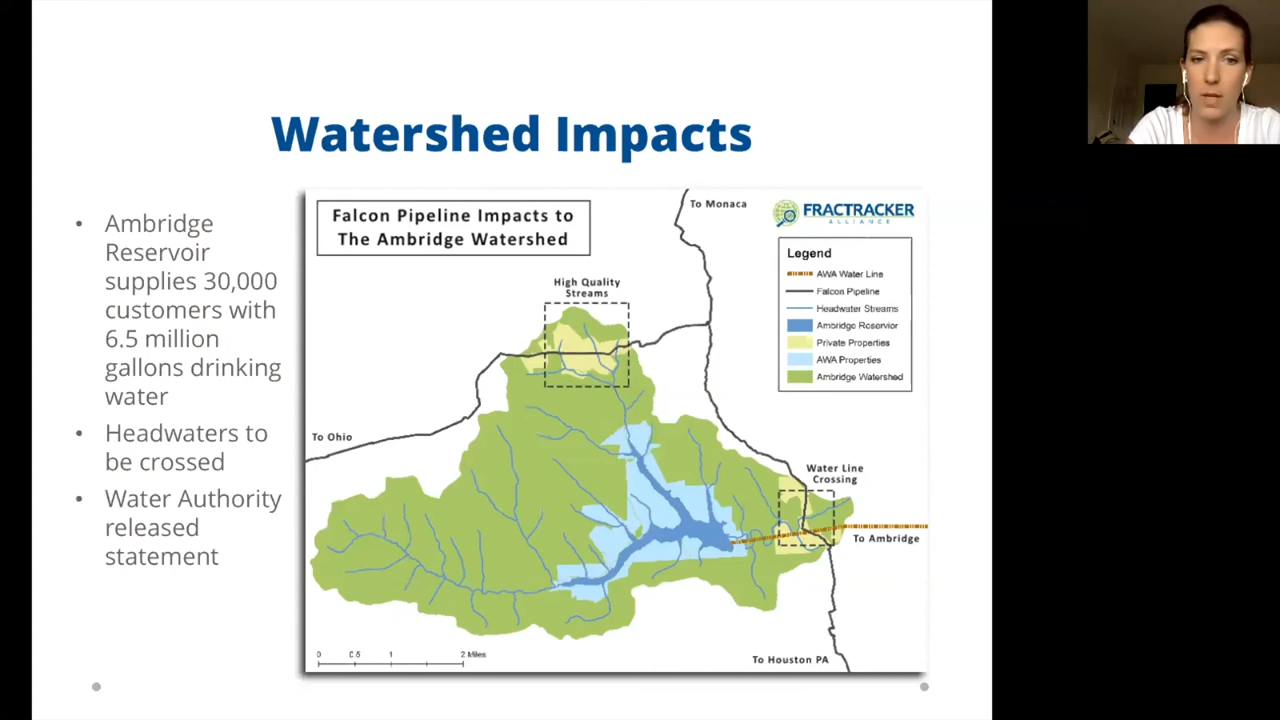 Watershed Impacts
• Ambridge
Reservoir
supplies 30,000
customers with
6.5 million
gallons drinking
water
• Headwaters to
be crossed
• Water Authority
released
statement
Falcon Pipeline Impacts to
The Ambridge Watershed
To Monaca
FRACTRACKER
ALLIANCE
Legend
AWA Water Line
Falcon Pipeline
Headwater Streams
Ambridge Reservior
Private Properties
AWA Properties
Ambridge Watershed
High Quality
Streams
To Ohio
Water Line
Crossing
To Ambridge
To Houston PA
0 0.5 1 2 Miles